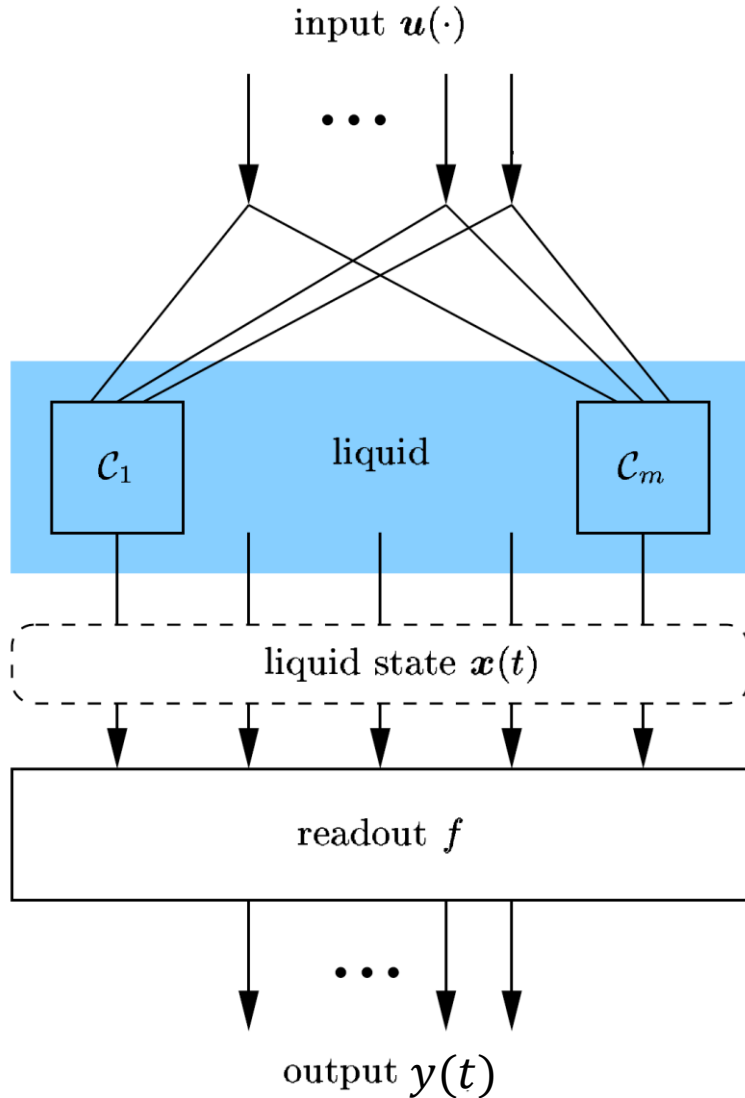 input 𝒖(·)
𝒞₁ liquid 𝒞ₘ
liquid state 𝒙(t)
readout f
output y(t)